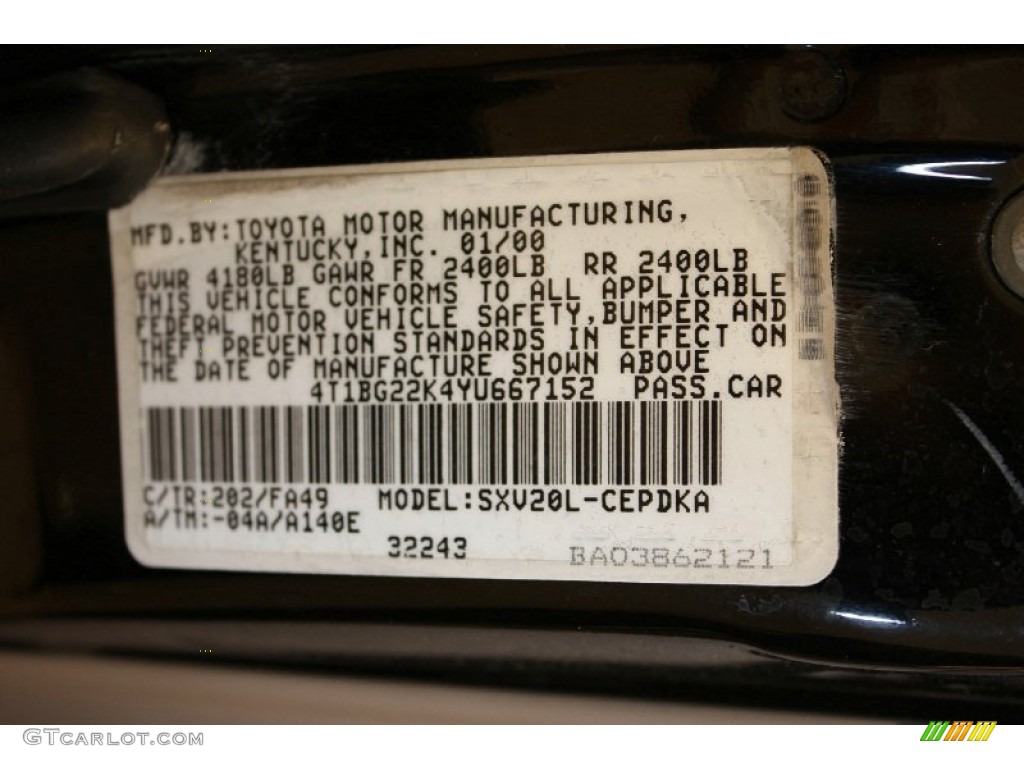 MFD.BY:TOYOTA MOTOR MANUFACTURING,
KENTUCKY,INC. 01/00
GVWR 4180LB GAWR FR 2400LB RR 2400LB
THIS VEHICLE CONFORMS TO ALL APPLICABLE
FEDERAL MOTOR VEHICLE SAFETY,BUMPER AND
THEFT PREVENTION STANDARDS IN EFFECT ON
THE DATE OF MANUFACTURE SHOWN ABOVE
4T1BG22K4YU667152 PASS.CAR
C/TR:202/FA49 MODEL:SXV20L-CEPDKA
A/TM:-04A/A140E
32243 BA03862121
GTcarlot.com